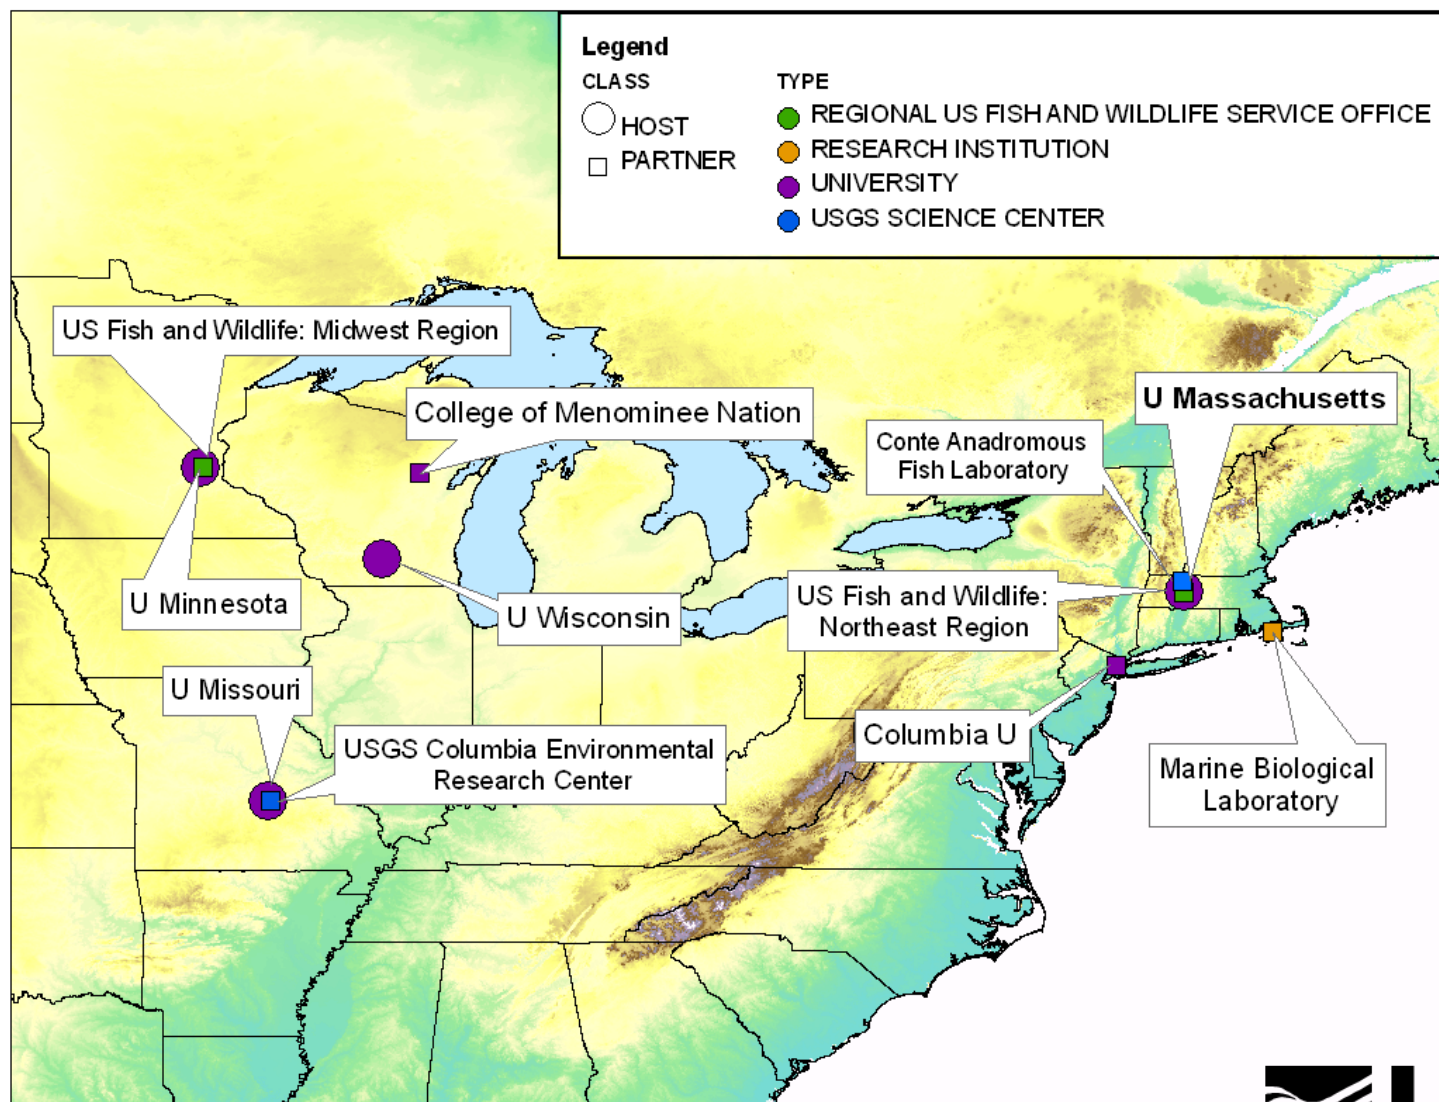 Legend
CLASS
TYPE
HOST
PARTNER
REGIONAL US FISH AND WILDLIFE SERVICE OFFICE
RESEARCH INSTITUTION
UNIVERSITY
USGS SCIENCE CENTER
US Fish and Wildlife: Midwest Region
College of Menominee Nation
U Massachusetts
Conte Anadromous
Fish Laboratory
U Minnesota
U Wisconsin
US Fish and Wildlife:
Northeast Region
U Missouri
USGS Columbia Environmental
Research Center
Columbia U
Marine Biological
Laboratory